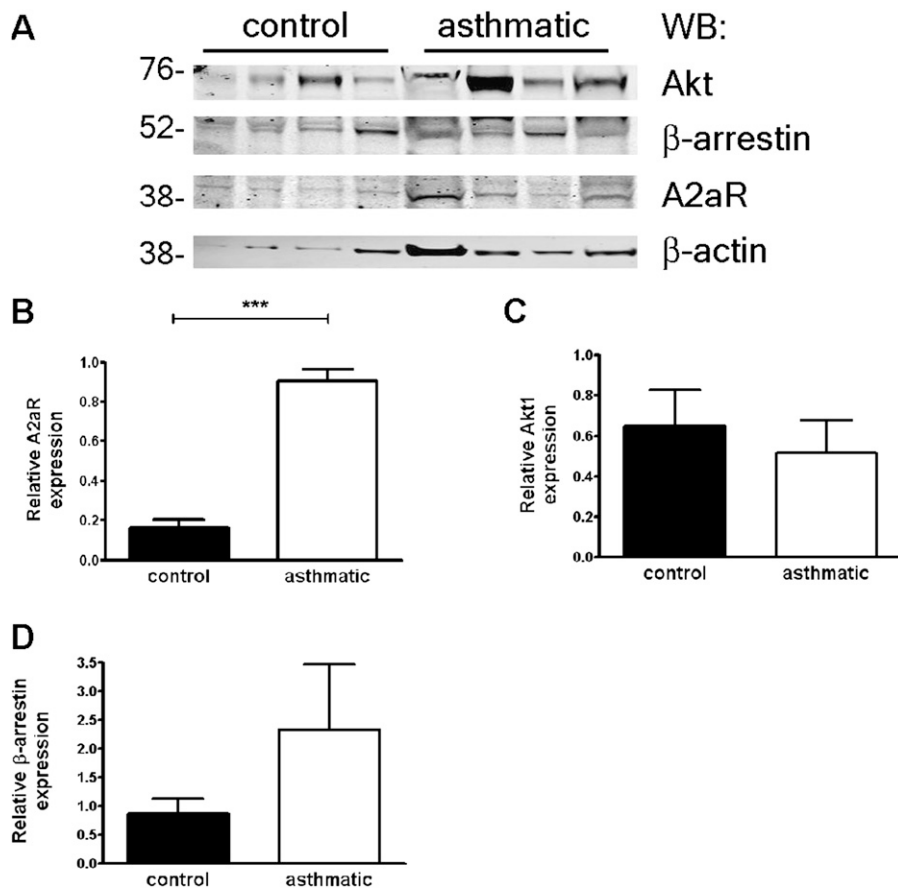 A control asthmatic WB:
76- Akt
52- β-arrestin
38- A2aR
38- β-actin
B
***
Relative A2aR
expression
1.0
0.8
0.6
0.4
0.2
0.0
control asthmatic
C
Relative Akt1
expression
1.0
0.8
0.6
0.4
0.2
0.0
control asthmatic
D
Relative β-arrestin
expression
3.5
3.0
2.5
2.0
1.5
1.0
0.5
0.0
control asthmatic